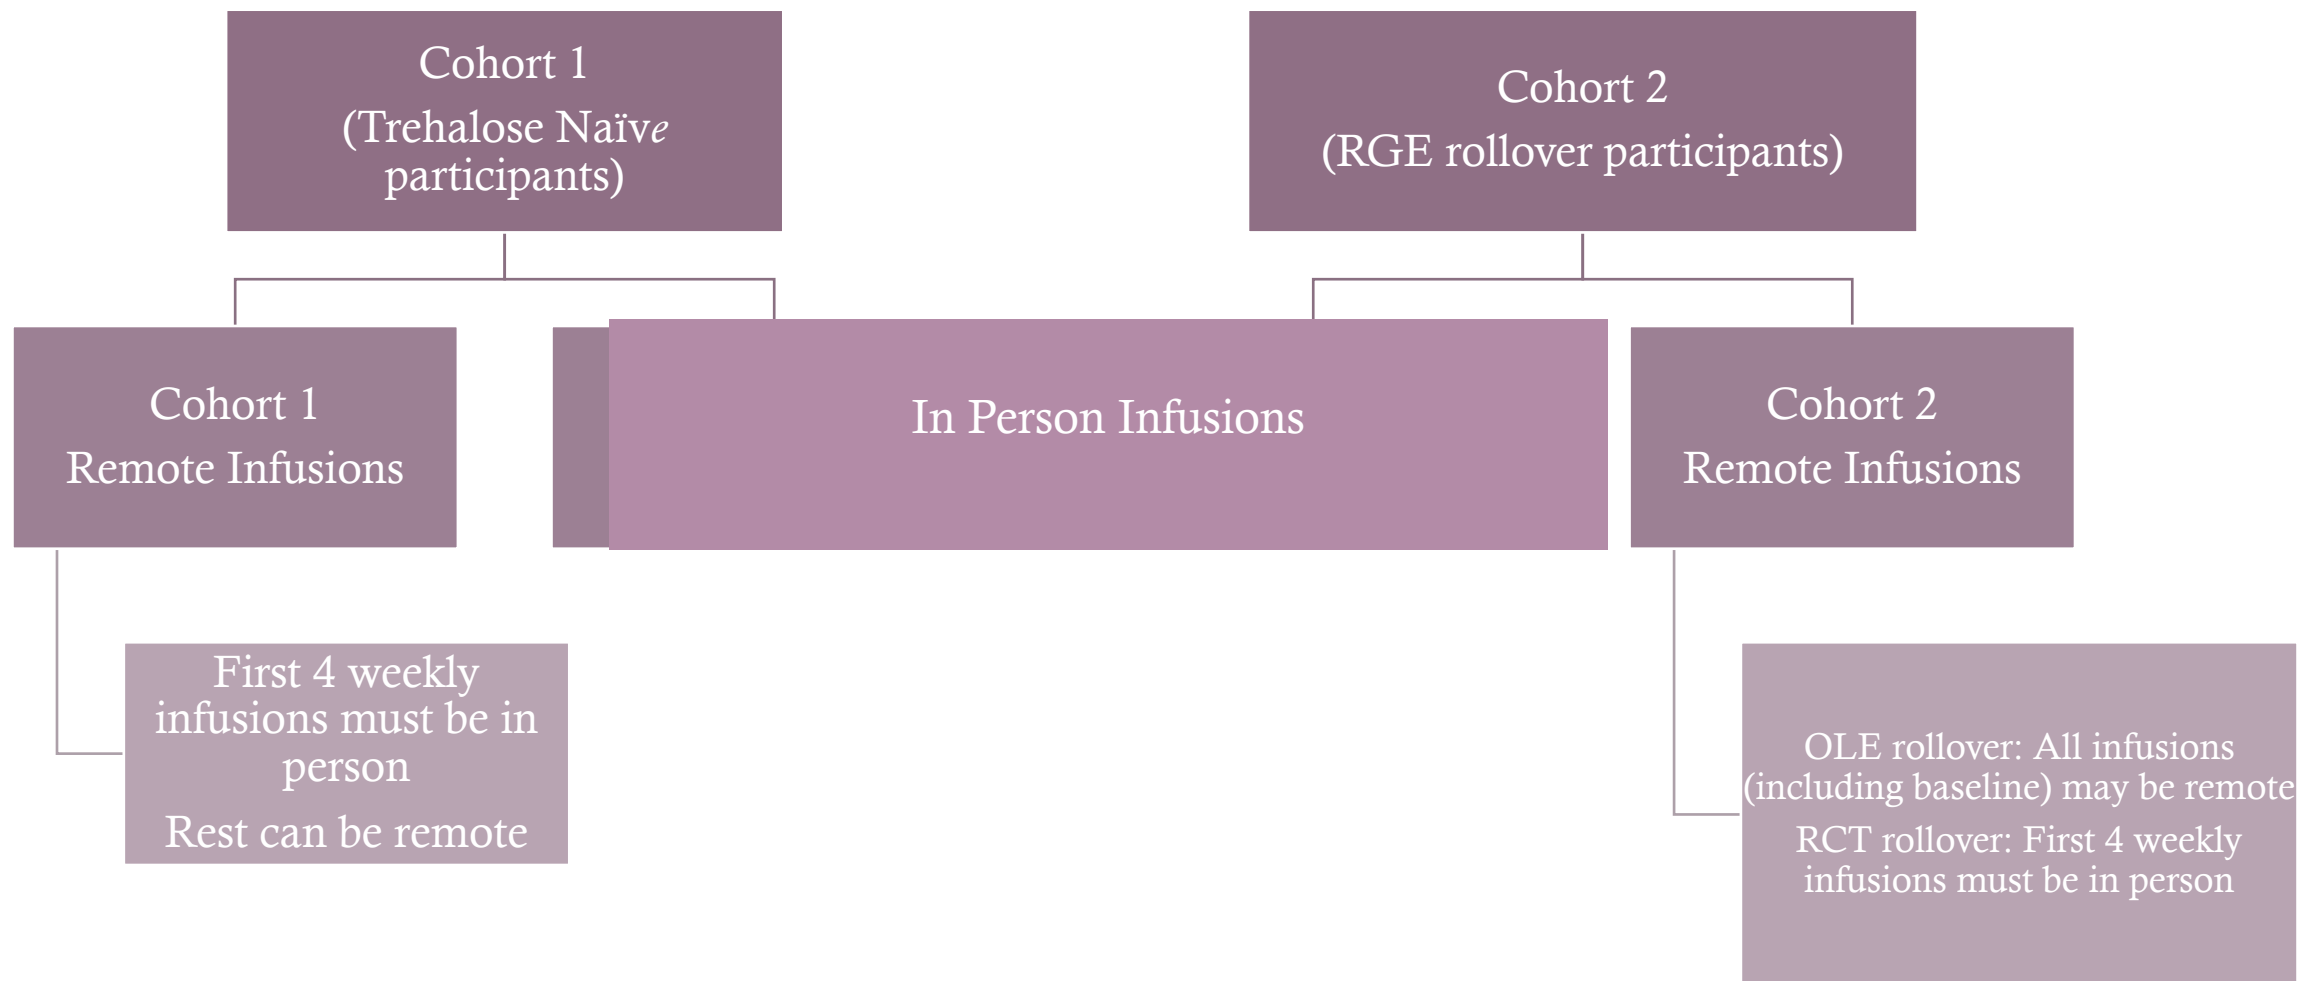 Cohort 1
(Trehalose Naïve
participants)
Cohort 2
(RGE rollover participants)
Cohort 1
Remote Infusions
In Person Infusions
Cohort 2
Remote Infusions
First 4 weekly
infusions must be in
person
Rest can be remote
OLE rollover: All infusions
(including baseline) may be remote
RCT rollover: First 4 weekly
infusions must be in person